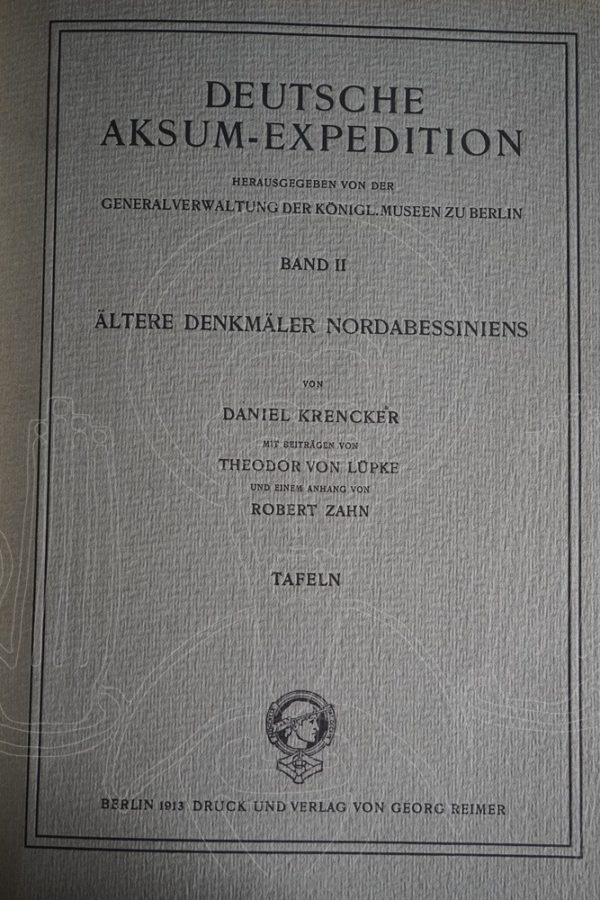 DEUTSCHE
AKSUM-EXPEDITION
HERAUSGEGEBEN VON DER
GENERALVERWALTUNG DER KÖNIGL. MUSEEN ZU BERLIN
BAND II
ÄLTERE DENKMÄLER NORDABESSINIENS
VON
DANIEL KRENCKER
MIT BEITRÄGEN VON
THEODOR VON LÜPKE
UND EINEM ANHANG VON
ROBERT ZAHN
TAFELN
BERLIN 1913 DRUCK UND VERLAG VON GEORG REIMER